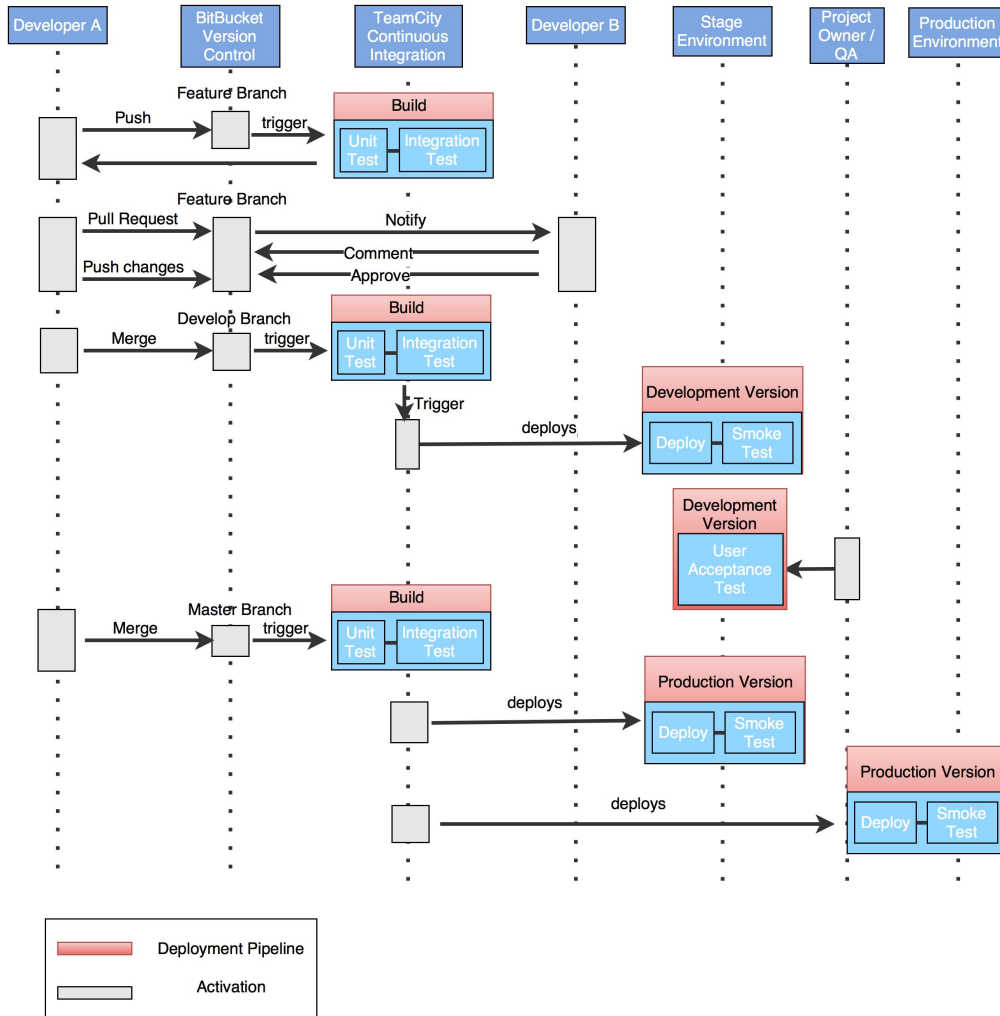 Developer A
BitBucket
Version
Control
TeamCity
Continuous
Integration
Developer B
Stage
Environment
Project
Owner /
QA
Production
Environment
Feature Branch
Push
trigger
Build
Unit
Test
Integration
Test
Feature Branch
Pull Request
Notify
Comment
Push changes
Approve
Develop Branch
Merge
trigger
Build
Unit
Test
Integration
Test
Trigger
deploys
Development Version
Deploy
Smoke
Test
Development
Version
User
Acceptance
Test
Master Branch
Merge
trigger
Build
Unit
Test
Integration
Test
deploys
Production Version
Deploy
Smoke
Test
deploys
Production Version
Deploy
Smoke
Test
Deployment Pipeline
Activation